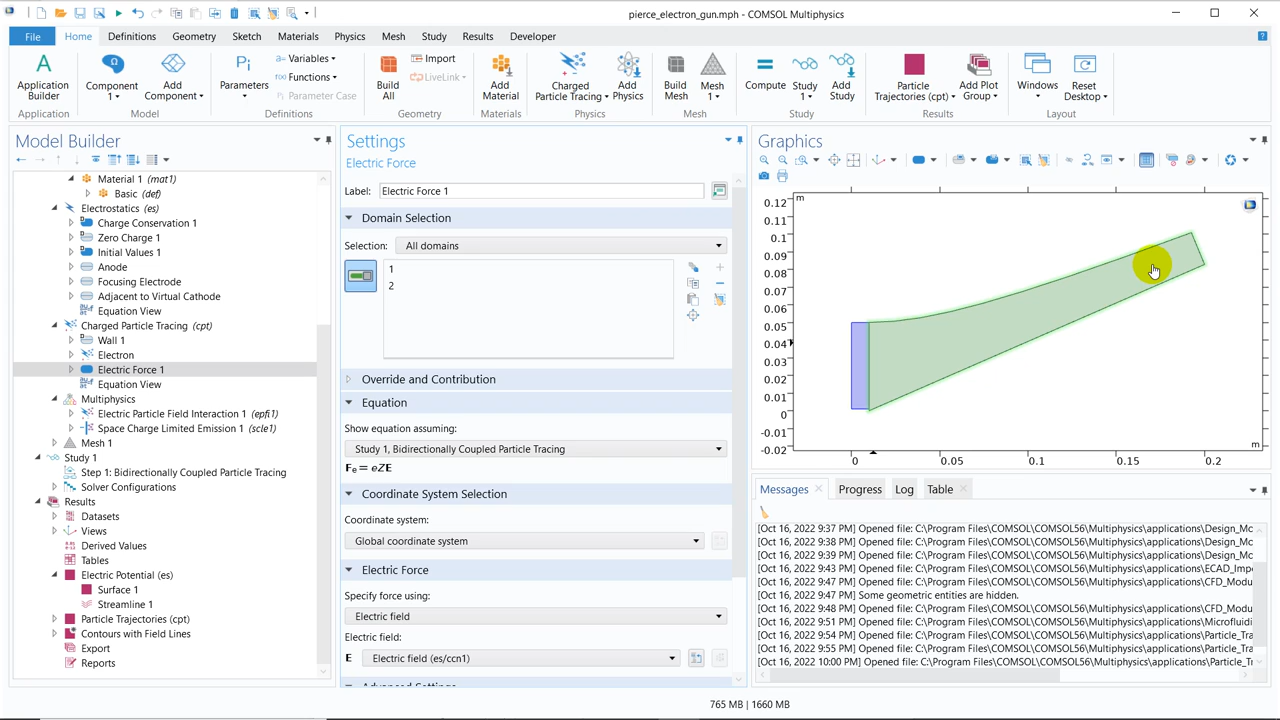 pierce_electron_gun.mph - COMSOL Multiphysics
File Home Definitions Geometry Sketch Materials Physics Mesh Study Results Developer
Application Builder
Component 1
Add Component
Parameters
a= Variables
f(x) Functions
Pi Parameter Case
Build All
Import
LiveLink
Add Material
Charged Particle Tracing
Add Physics
Build Mesh
Mesh 1
Compute
Study 1
Add Study
Particle Trajectories (cpt)
Add Plot Group
Windows
Reset Desktop
Application Model Definitions Geometry Materials Physics Mesh Study Results Layout
Model Builder
Material 1 (mat1)
Basic (def)
Electrostatics (es)
Charge Conservation 1
Zero Charge 1
Initial Values 1
Anode
Focusing Electrode
Adjacent to Virtual Cathode
Equation View
Charged Particle Tracing (cpt)
Wall 1
Electron
Electric Force 1
Equation View
Multiphysics
Electric Particle Field Interaction 1 (epfi1)
Space Charge Limited Emission 1 (scle1)
Mesh 1
Study 1
Step 1: Bidirectionally Coupled Particle Tracing
Solver Configurations
Results
Datasets
Views
Derived Values
Tables
Electric Potential (es)
Surface 1
Streamline 1
Particle Trajectories (cpt)
Contours with Field Lines
Export
Reports
Settings
Electric Force
Label: Electric Force 1
Domain Selection
Selection: All domains
1
2
Override and Contribution
Equation
Show equation assuming:
Study 1, Bidirectionally Coupled Particle Tracing
Fe = eZE
Coordinate System Selection
Coordinate system:
Global coordinate system
Electric Force
Specify force using:
Electric field
Electric field:
E Electric field (es/ccn1)
Advanced Settings
Graphics
m
0.12
0.11
0.1
0.09
0.08
0.07
0.06
0.05
0.04
0.03
0.02
0.01
0
-0.01
-0.02
m
0 0.05 0.1 0.15 0.2
Messages Progress Log Table
[Oct 16, 2022 9:37 PM] Opened file: C:\Program Files\COMSOL\COMSOL56\Multiphysics\applications\Design_Mc
[Oct 16, 2022 9:38 PM] Opened file: C:\Program Files\COMSOL\COMSOL56\Multiphysics\applications\Design_Mc
[Oct 16, 2022 9:39 PM] Opened file: C:\Program Files\COMSOL\COMSOL56\Multiphysics\applications\Design_Mc
[Oct 16, 2022 9:43 PM] Opened file: C:\Program Files\COMSOL\COMSOL56\Multiphysics\applications\ECAD_Imp
[Oct 16, 2022 9:47 PM] Opened file: C:\Program Files\COMSOL\COMSOL56\Multiphysics\applications\CFD_Modu
[Oct 16, 2022 9:47 PM] Some geometric entities are hidden.
[Oct 16, 2022 9:48 PM] Opened file: C:\Program Files\COMSOL\COMSOL56\Multiphysics\applications\CFD_Modu
[Oct 16, 2022 9:51 PM] Opened file: C:\Program Files\COMSOL\COMSOL56\Multiphysics\applications\Microfluidi
[Oct 16, 2022 9:54 PM] Opened file: C:\Program Files\COMSOL\COMSOL56\Multiphysics\applications\Particle_Tra
[Oct 16, 2022 9:55 PM] Opened file: C:\Program Files\COMSOL\COMSOL56\Multiphysics\applications\Particle_Tra
[Oct 16, 2022 10:00 PM] Opened file: C:\Program Files\COMSOL\COMSOL56\Multiphysics\applications\Particle_Tr
765 MB | 1660 MB